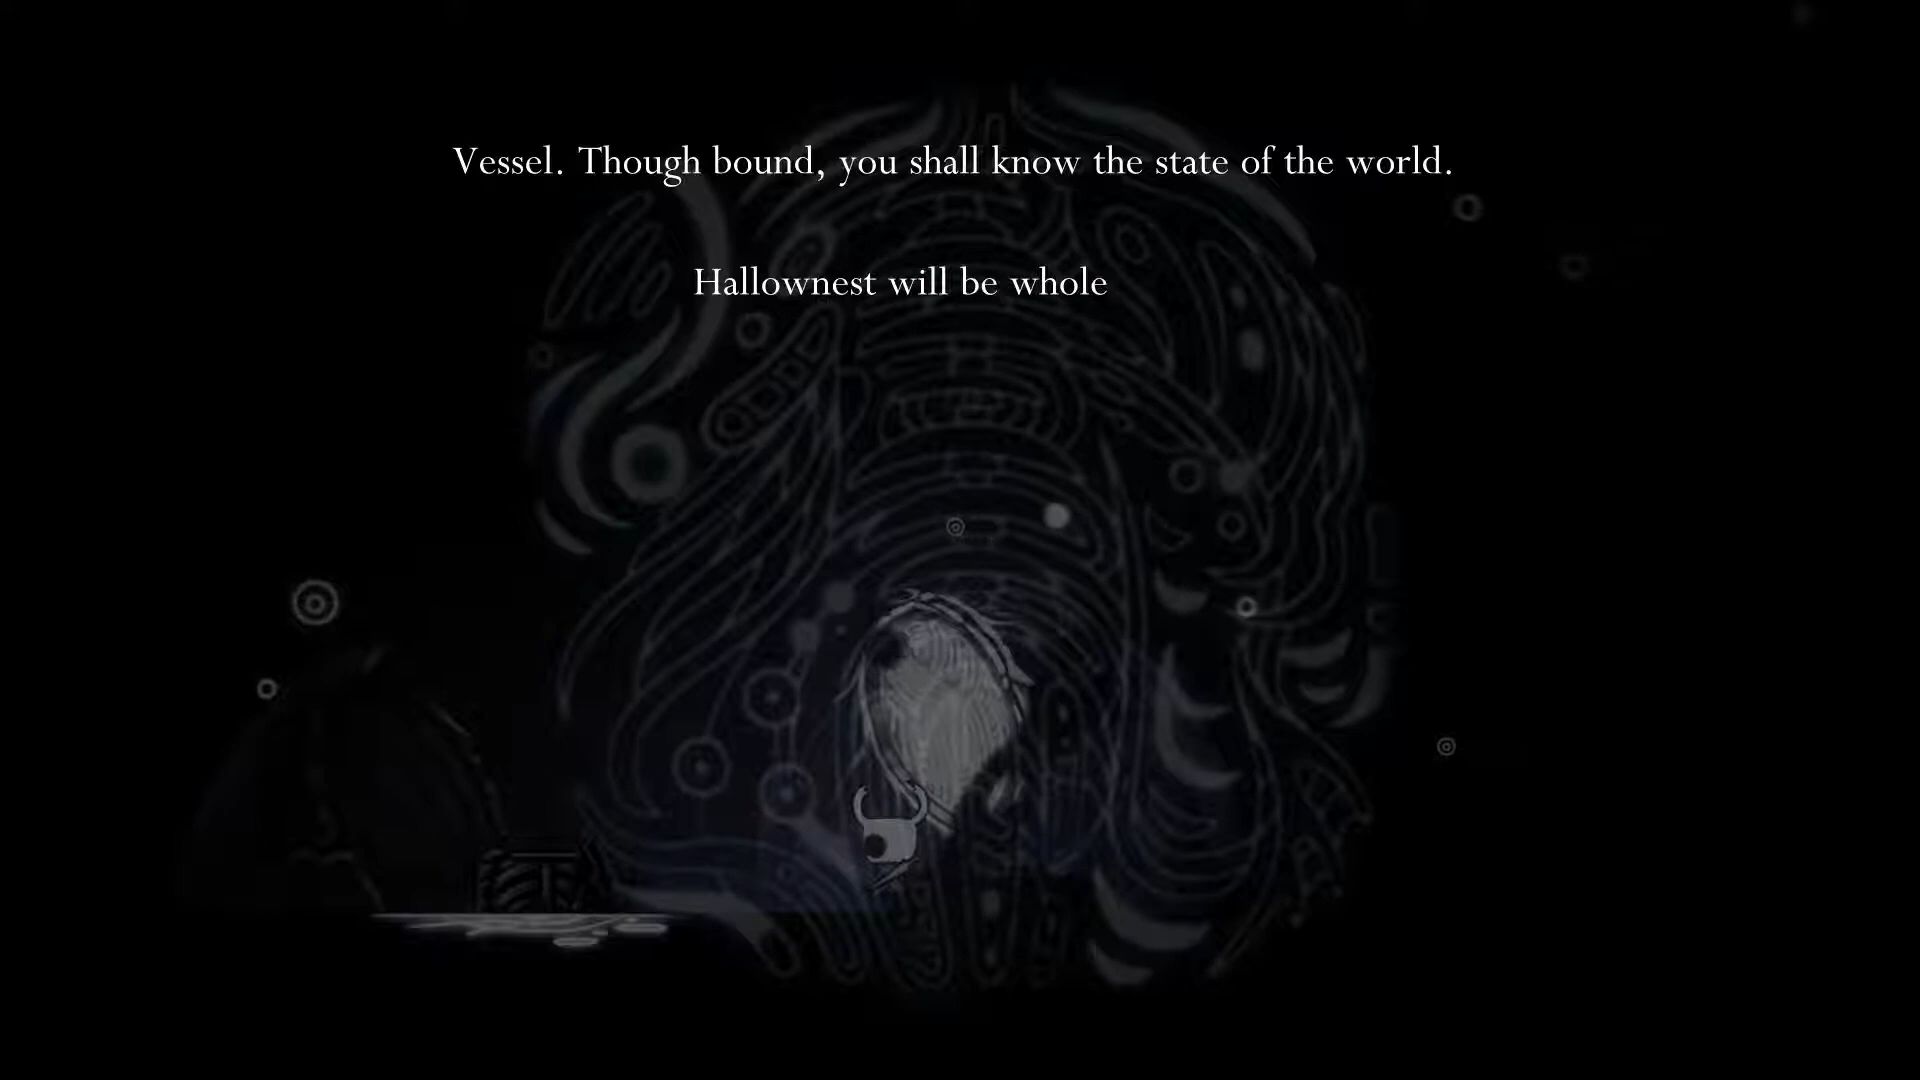 Vessel. Though bound, you shall know the state of the world.
Hallownest will be whole